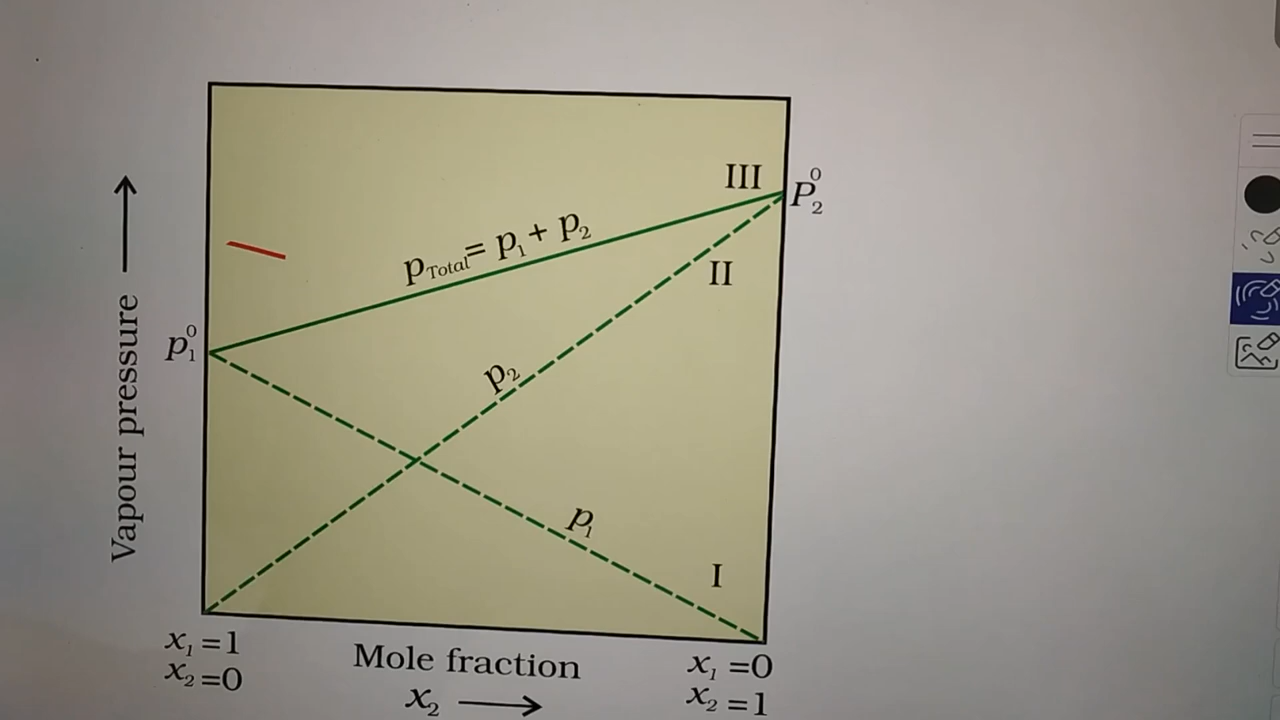 III
P₂⁰
p_Total = p₁ + p₂
II
p₁⁰
p₂
Vapour pressure ⟶
p₁
I
x₁ =1
x₂ =0
Mole fraction
x₂ ⟶
x₁ =0
x₂ =1